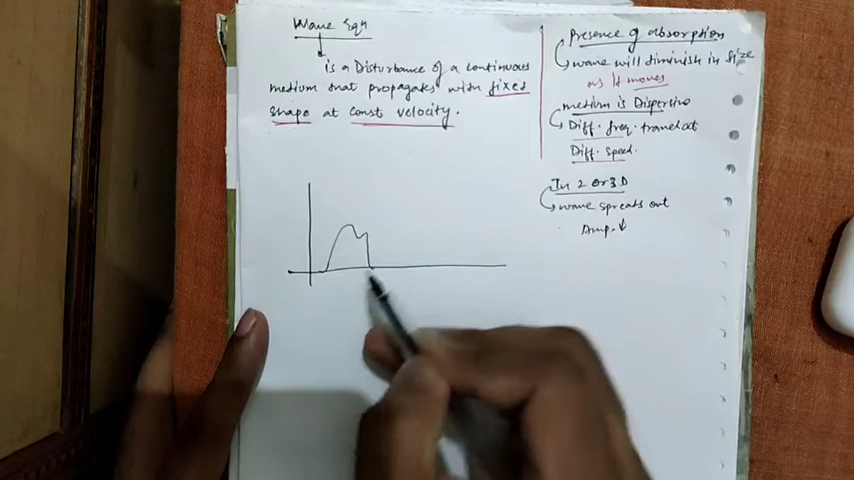 Wave Eqn
is a Disturbance of a continuous
medium that propagates with fixed
shape at const velocity.
Presence of absorption
wave will diminish in size
as it moves
medium is Dispersive
Diff. freq. travel at
Diff. speed.
In 2 or 3D
wave spreads out
Amp. ↓